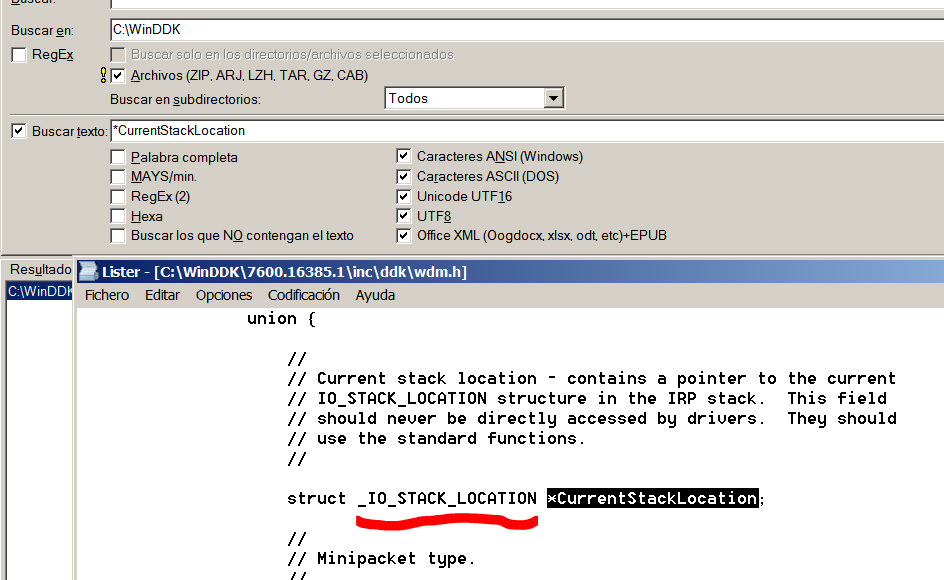 Buscar:
Buscar en: C:\WinDDK
RegEx Buscar solo en los directorios/archivos seleccionados
Archivos (ZIP, ARJ, LZH, TAR, GZ, CAB)
Buscar en subdirectorios: Todos
Buscar texto: *CurrentStackLocation
Palabra completa Caracteres ANSI (Windows)
MAYS/min. Caracteres ASCII (DOS)
RegEx (2) Unicode UTF16
Hexa UTF8
Buscar los que NO contengan el texto Office XML (Oogdocx, xlsx, odt, etc)+EPUB
Resultado Lister - [C:\WinDDK\7600.16385.1\inc\ddk\wdm.h]
C:\WinDDK Fichero Editar Opciones Codificación Ayuda
union {
//
// Current stack location - contains a pointer to the current
// IO_STACK_LOCATION structure in the IRP stack. This field
// should never be directly accessed by drivers. They should
// use the standard functions.
//
struct _IO_STACK_LOCATION *CurrentStackLocation;
//
// Minipacket type.
//